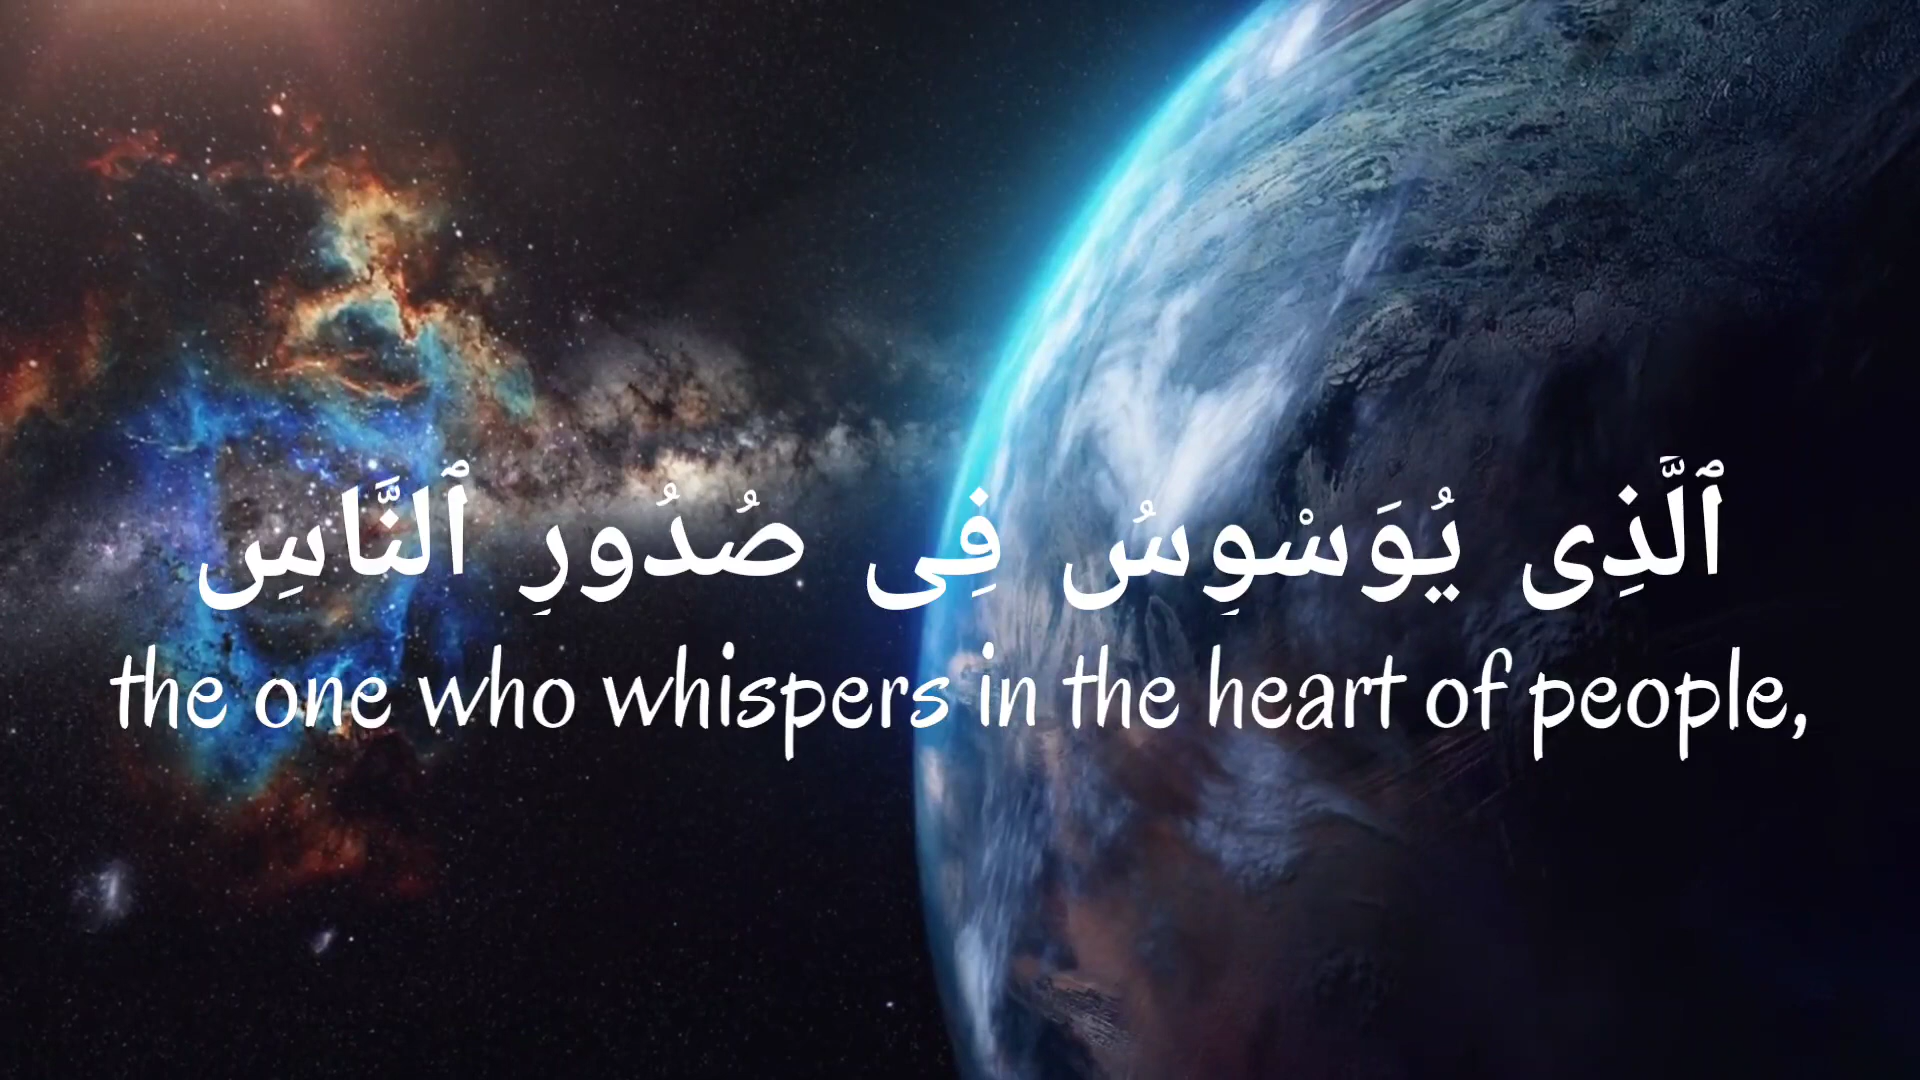 ٱلَّذِى يُوَسْوِسُ فِى صُدُورِ ٱلنَّاسِ
the one who whispers in the heart of people,